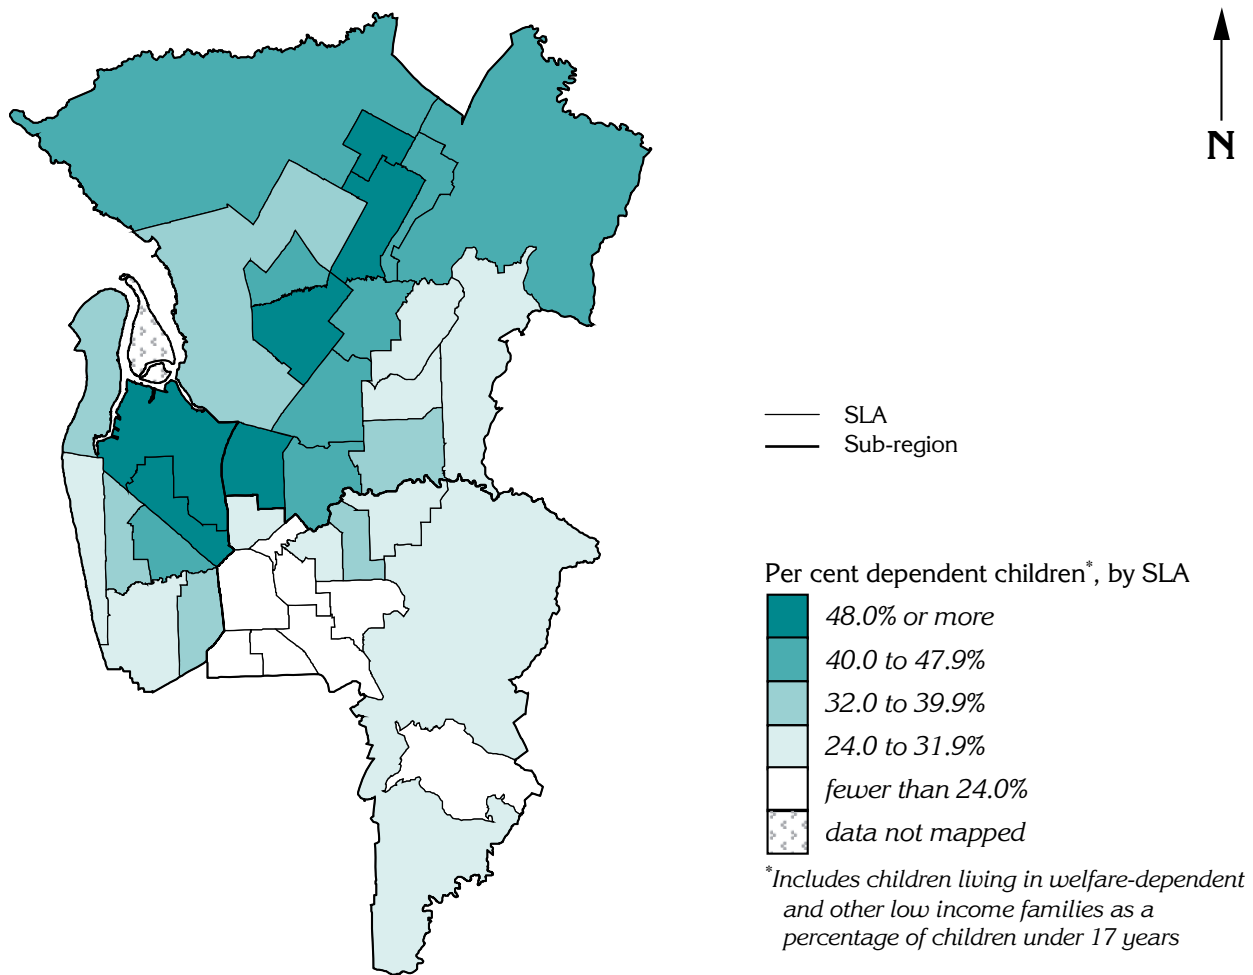 N
SLA
Sub-region
Per cent dependent children*, by SLA
48.0% or more
40.0 to 47.9%
32.0 to 39.9%
24.0 to 31.9%
fewer than 24.0%
data not mapped
*Includes children living in welfare-dependent
and other low income families as a
percentage of children under 17 years